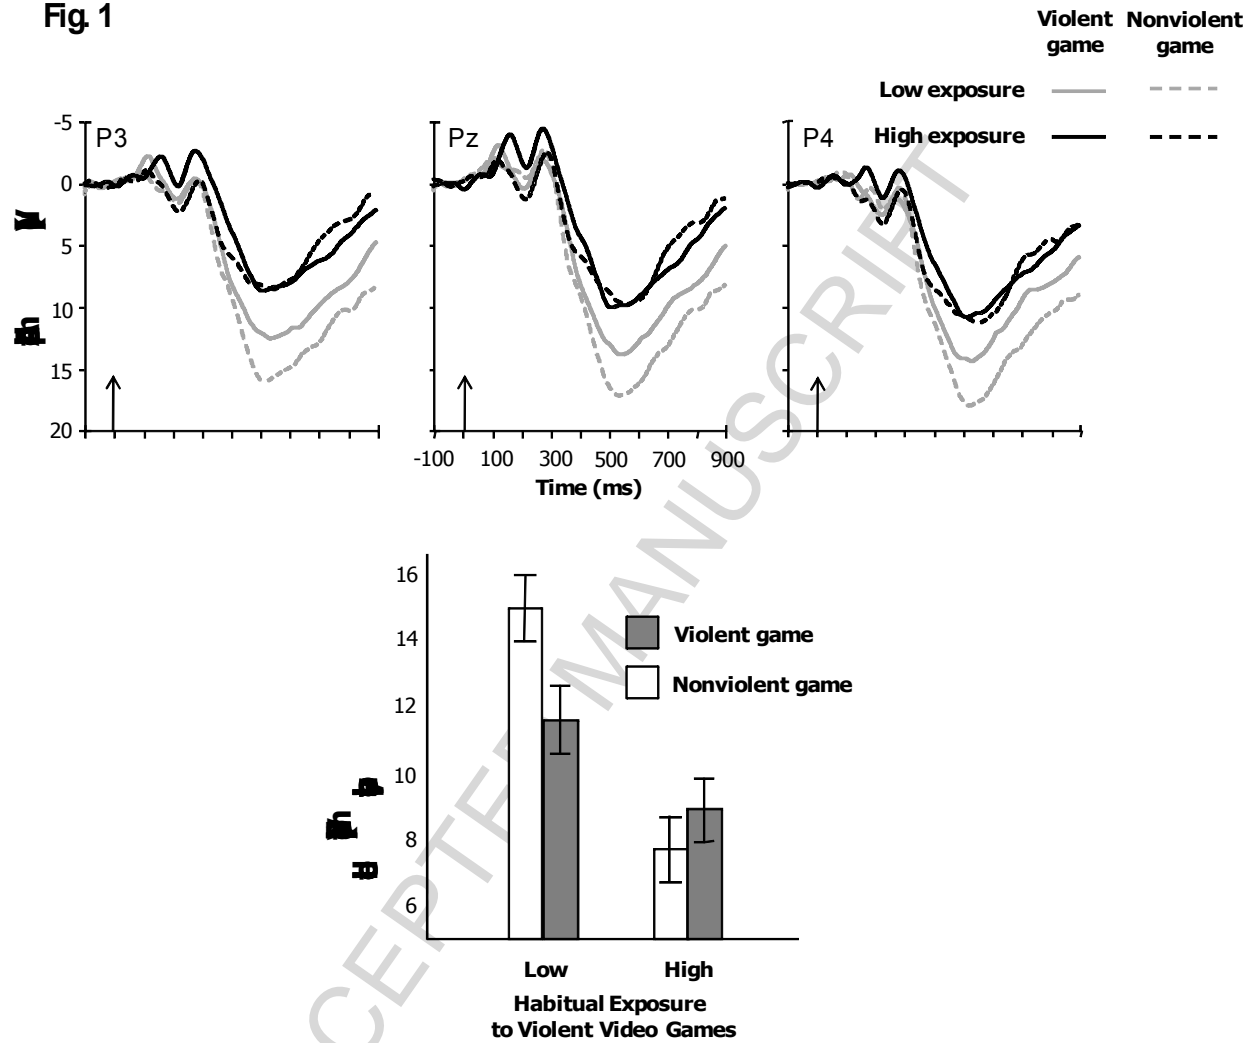 Fig. 1
Violent game
Nonviolent game
Low exposure
High exposure
P3
Pz
P4
-5
0
5
10
15
20
-100 100 300 500 700 900
Time (ms)
16
14
12
10
8
6
Violent game
Nonviolent game
Low High
Habitual Exposure
to Violent Video Games
MANUSCRIPT